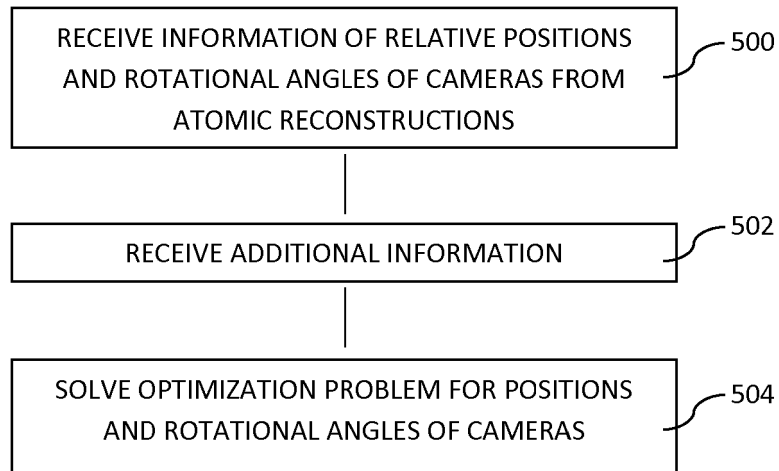 RECEIVE INFORMATION OF RELATIVE POSITIONS
AND ROTATIONAL ANGLES OF CAMERAS FROM
ATOMIC RECONSTRUCTIONS
500
RECEIVE ADDITIONAL INFORMATION
502
SOLVE OPTIMIZATION PROBLEM FOR POSITIONS
AND ROTATIONAL ANGLES OF CAMERAS
504